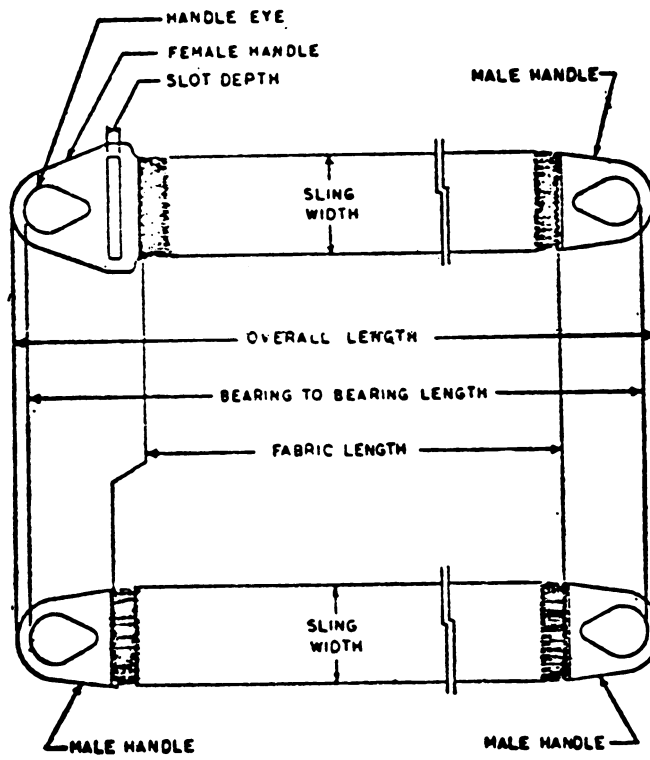 HANDLE EYE
FEMALE HANDLE
SLOT DEPTH
MALE HANDLE
SLING
WIDTH
OVERALL LENGTH
BEARING TO BEARING LENGTH
FABRIC LENGTH
SLING
WIDTH
MALE HANDLE
MALE HANDLE